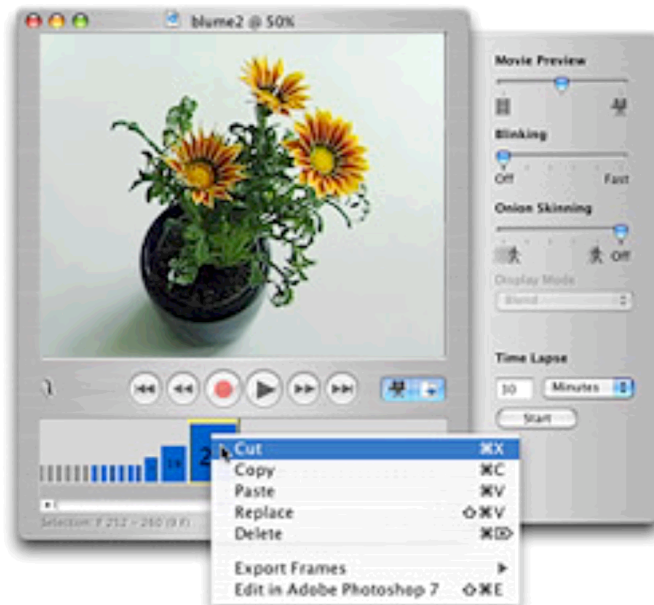 blume2 @ 50%
Movie Preview
Blinking
Off Fast
Onion Skinning
Off
Display Mode
Blend
Time Lapse
30 Minutes
Start
Cut ⌘X
Copy ⌘C
Paste ⌘V
Replace ⇧⌘V
Delete ⌘⌦
Selection: F 252 - 260 (9 F)
Export Frames
Edit in Adobe Photoshop 7 ⇧⌘E